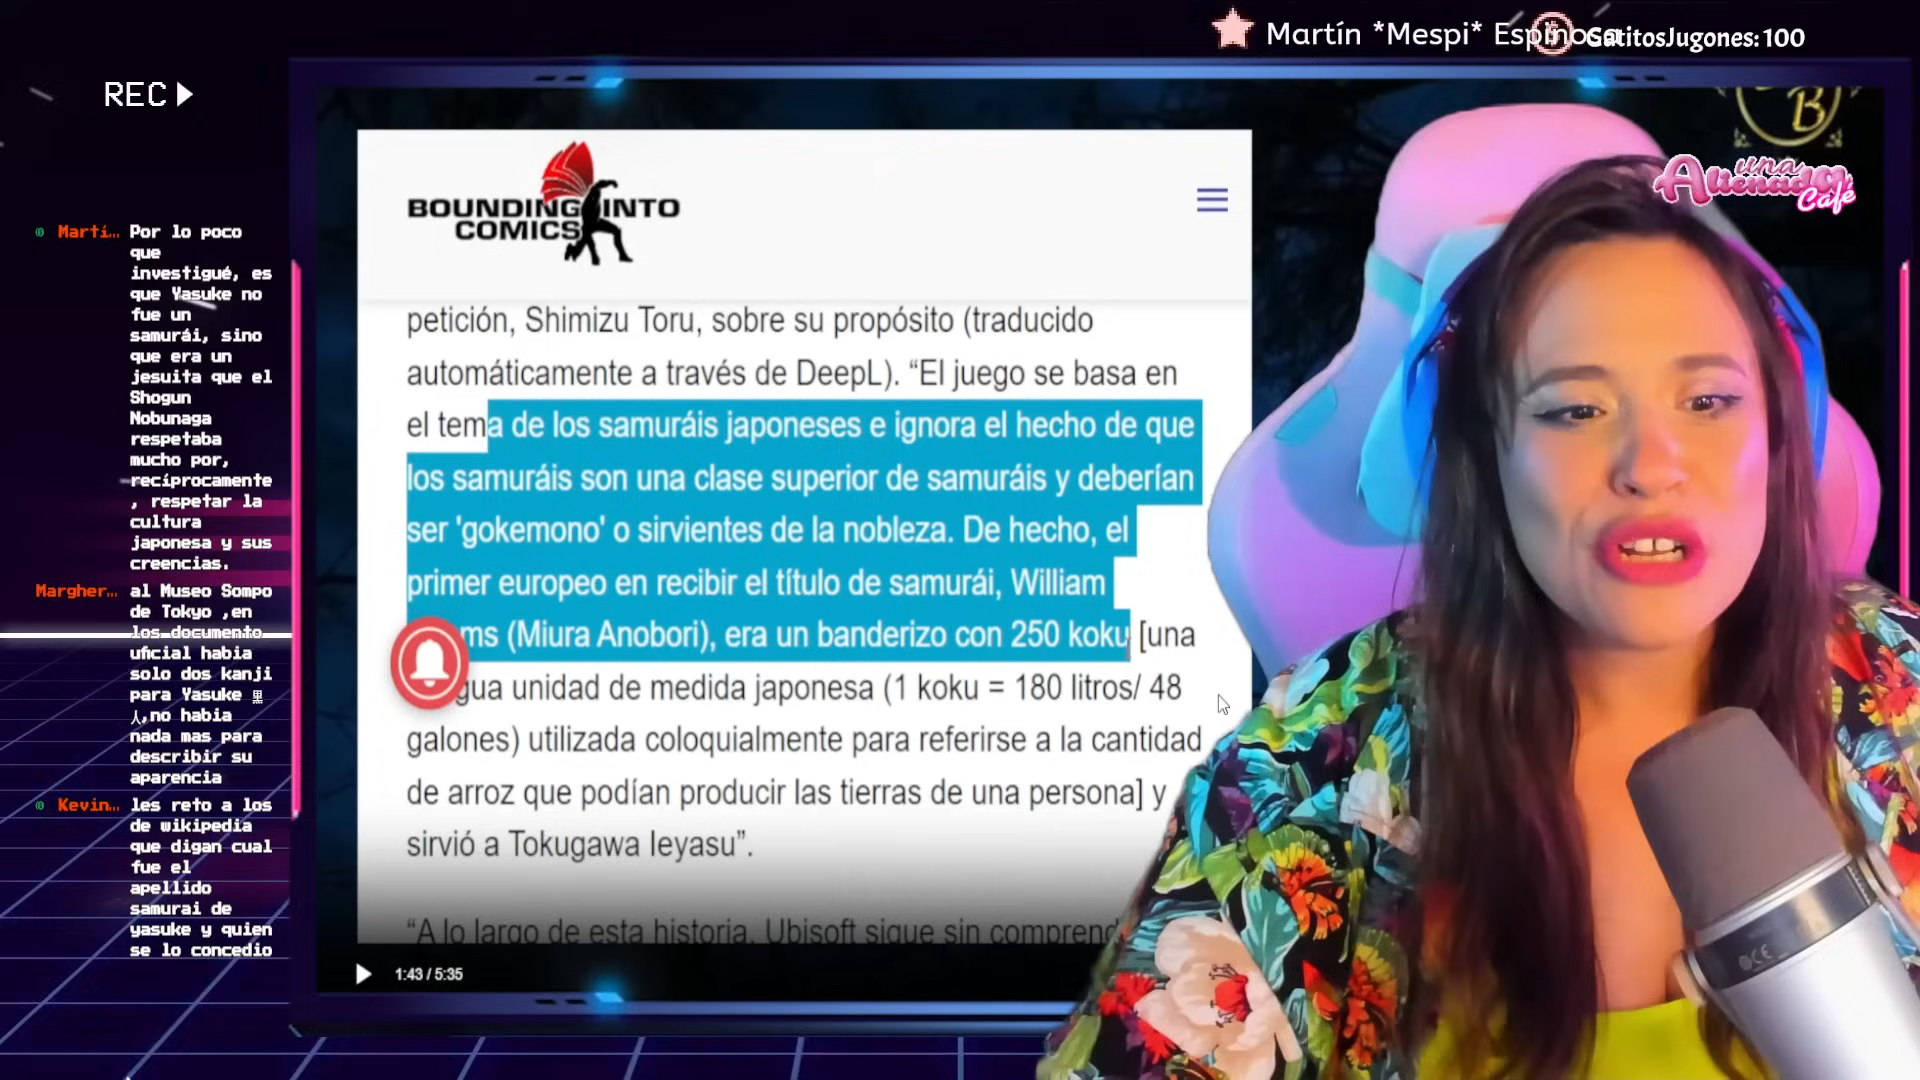 Martín *Mespi* Espinosa
GatitosJugones: 100
REC
B
una
Alienada
Café
BOUNDING INTO
COMICS
petición, Shimizu Toru, sobre su propósito (traducido
automáticamente a través de DeepL). “El juego se basa en
el tema de los samuráis japoneses e ignora el hecho de que
los samuráis son una clase superior de samuráis y deberían
ser 'gokemono' o sirvientes de la nobleza. De hecho, el
primer europeo en recibir el título de samurái, William
ms (Miura Anobori), era un banderizo con 250 koku [una
gua unidad de medida japonesa (1 koku = 180 litros/ 48
galones) utilizada coloquialmente para referirse a la cantidad
de arroz que podían producir las tierras de una persona] y
sirvió a Tokugawa Ieyasu”.
“A lo largo de esta historia, Ubisoft sigue sin comprend
1:43 / 5:35
Martí... Por lo poco
que
investigué, es
que Yasuke no
fue un
samurái, sino
que era un
jesuita que el
Shogun
Nobunaga
respetaba
mucho por,
recíprocamente
, respetar la
cultura
japonesa y sus
creencias.
Margher... al Museo Sompo
de Tokyo ,en
los documento
uficial habia
solo dos kanji
para Yasuke 黒
人,no habia
nada mas para
describir su
aparencia
Kevin... les reto a los
de wikipedia
que digan cual
fue el
apellido
samurai de
yasuke y quien
se lo concedio